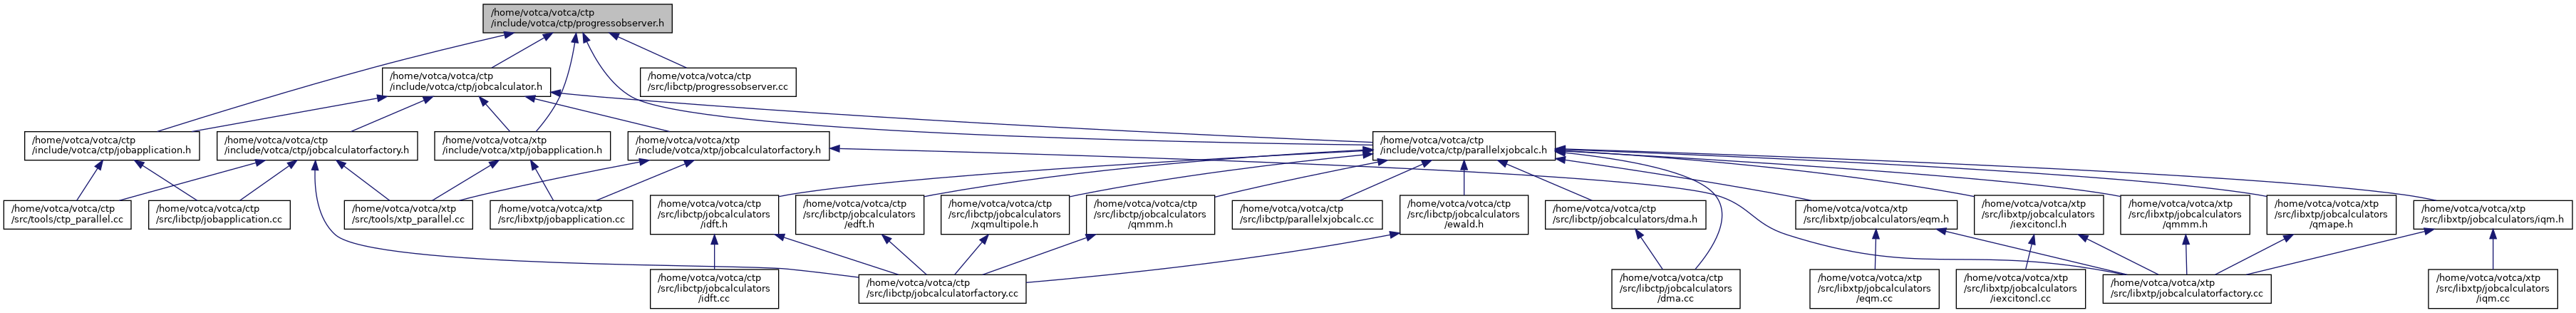 /home/votca/votca/ctp
/include/votca/ctp/progressobserver.h
/home/votca/votca/ctp
/include/votca/ctp/jobcalculator.h
/home/votca/votca/ctp
/src/libctp/progressobserver.cc
/home/votca/votca/ctp
/include/votca/ctp/jobapplication.h
/home/votca/votca/ctp
/include/votca/ctp/jobcalculatorfactory.h
/home/votca/votca/xtp
/include/votca/xtp/jobapplication.h
/home/votca/votca/xtp
/include/votca/xtp/jobcalculatorfactory.h
/home/votca/votca/ctp
/include/votca/ctp/parallelxjobcalc.h
/home/votca/votca/ctp
/src/tools/ctp_parallel.cc
/home/votca/votca/ctp
/src/libctp/jobapplication.cc
/home/votca/votca/xtp
/src/tools/xtp_parallel.cc
/home/votca/votca/xtp
/src/libxtp/jobapplication.cc
/home/votca/votca/ctp
/src/libctp/jobcalculators
/idft.h
/home/votca/votca/ctp
/src/libctp/jobcalculators
/edft.h
/home/votca/votca/ctp
/src/libctp/jobcalculators
/xqmultipole.h
/home/votca/votca/ctp
/src/libctp/jobcalculators
/qmmm.h
/home/votca/votca/ctp
/src/libctp/parallelxjobcalc.cc
/home/votca/votca/ctp
/src/libctp/jobcalculators
/ewald.h
/home/votca/votca/ctp
/src/libctp/jobcalculators/dma.h
/home/votca/votca/xtp
/src/libxtp/jobcalculators/eqm.h
/home/votca/votca/xtp
/src/libxtp/jobcalculators
/iexcitoncl.h
/home/votca/votca/xtp
/src/libxtp/jobcalculators
/qmmm.h
/home/votca/votca/xtp
/src/libxtp/jobcalculators
/qmape.h
/home/votca/votca/xtp
/src/libxtp/jobcalculators/iqm.h
/home/votca/votca/ctp
/src/libctp/jobcalculators
/idft.cc
/home/votca/votca/ctp
/src/libctp/jobcalculatorfactory.cc
/home/votca/votca/ctp
/src/libctp/jobcalculators
/dma.cc
/home/votca/votca/xtp
/src/libxtp/jobcalculators
/eqm.cc
/home/votca/votca/xtp
/src/libxtp/jobcalculators
/iexcitoncl.cc
/home/votca/votca/xtp
/src/libxtp/jobcalculatorfactory.cc
/home/votca/votca/xtp
/src/libxtp/jobcalculators
/iqm.cc